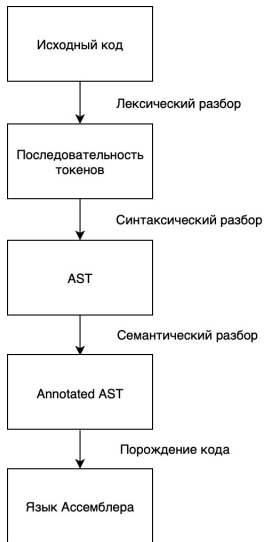 Исходный код
Лексический разбор
Последовательность
токенов
Синтаксический разбор
AST
Семантический разбор
Annotated AST
Порождение кода
Язык Ассемблера